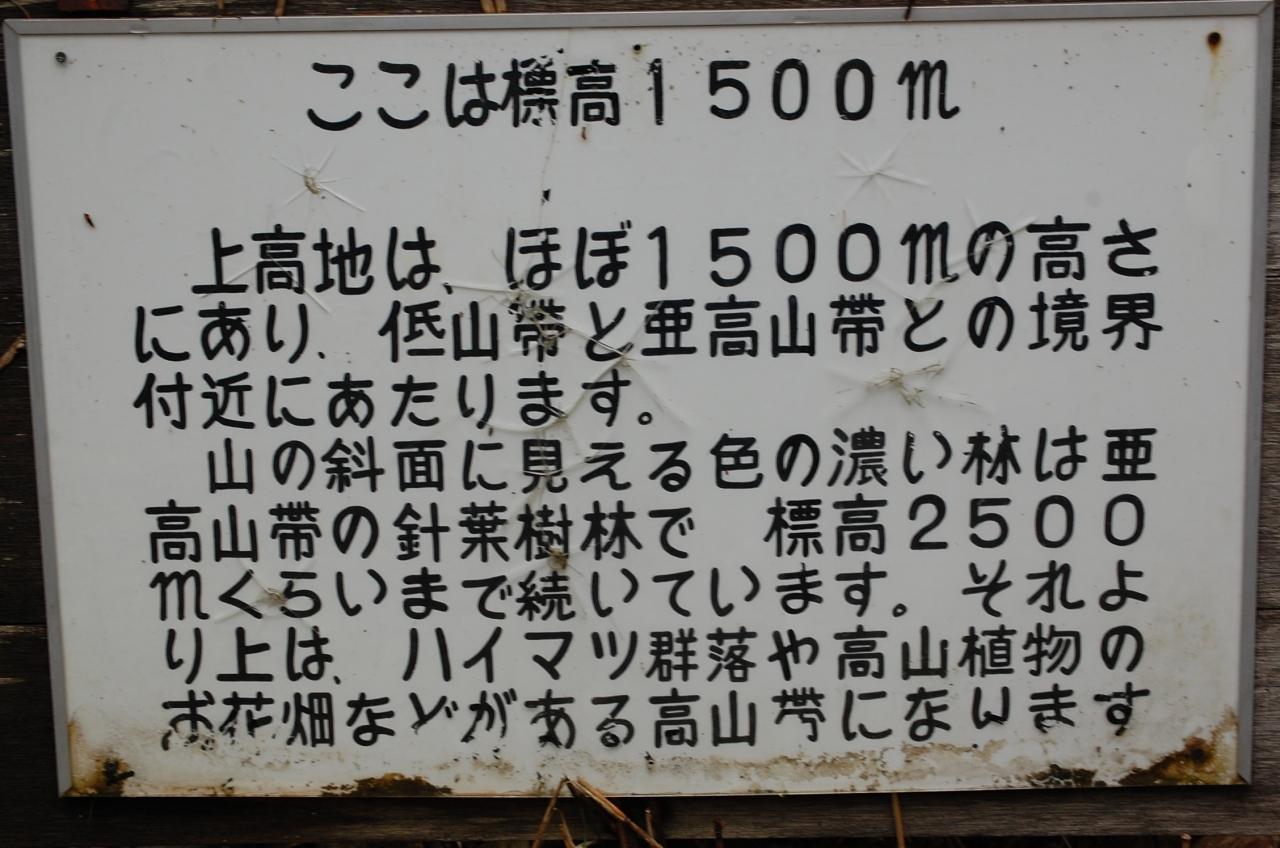 ここは標高1500m
上高地は、ほぼ1500mの高さ
にあり、低山帯と亜高山帯との境界
付近にあたります。
山の斜面に見える色の濃い林は亜
高山帯の針葉樹林で 標高2500
mくらいまで続いています。それよ
り上は、ハイマツ群落や高山植物の
お花畑などがある高山帯になります